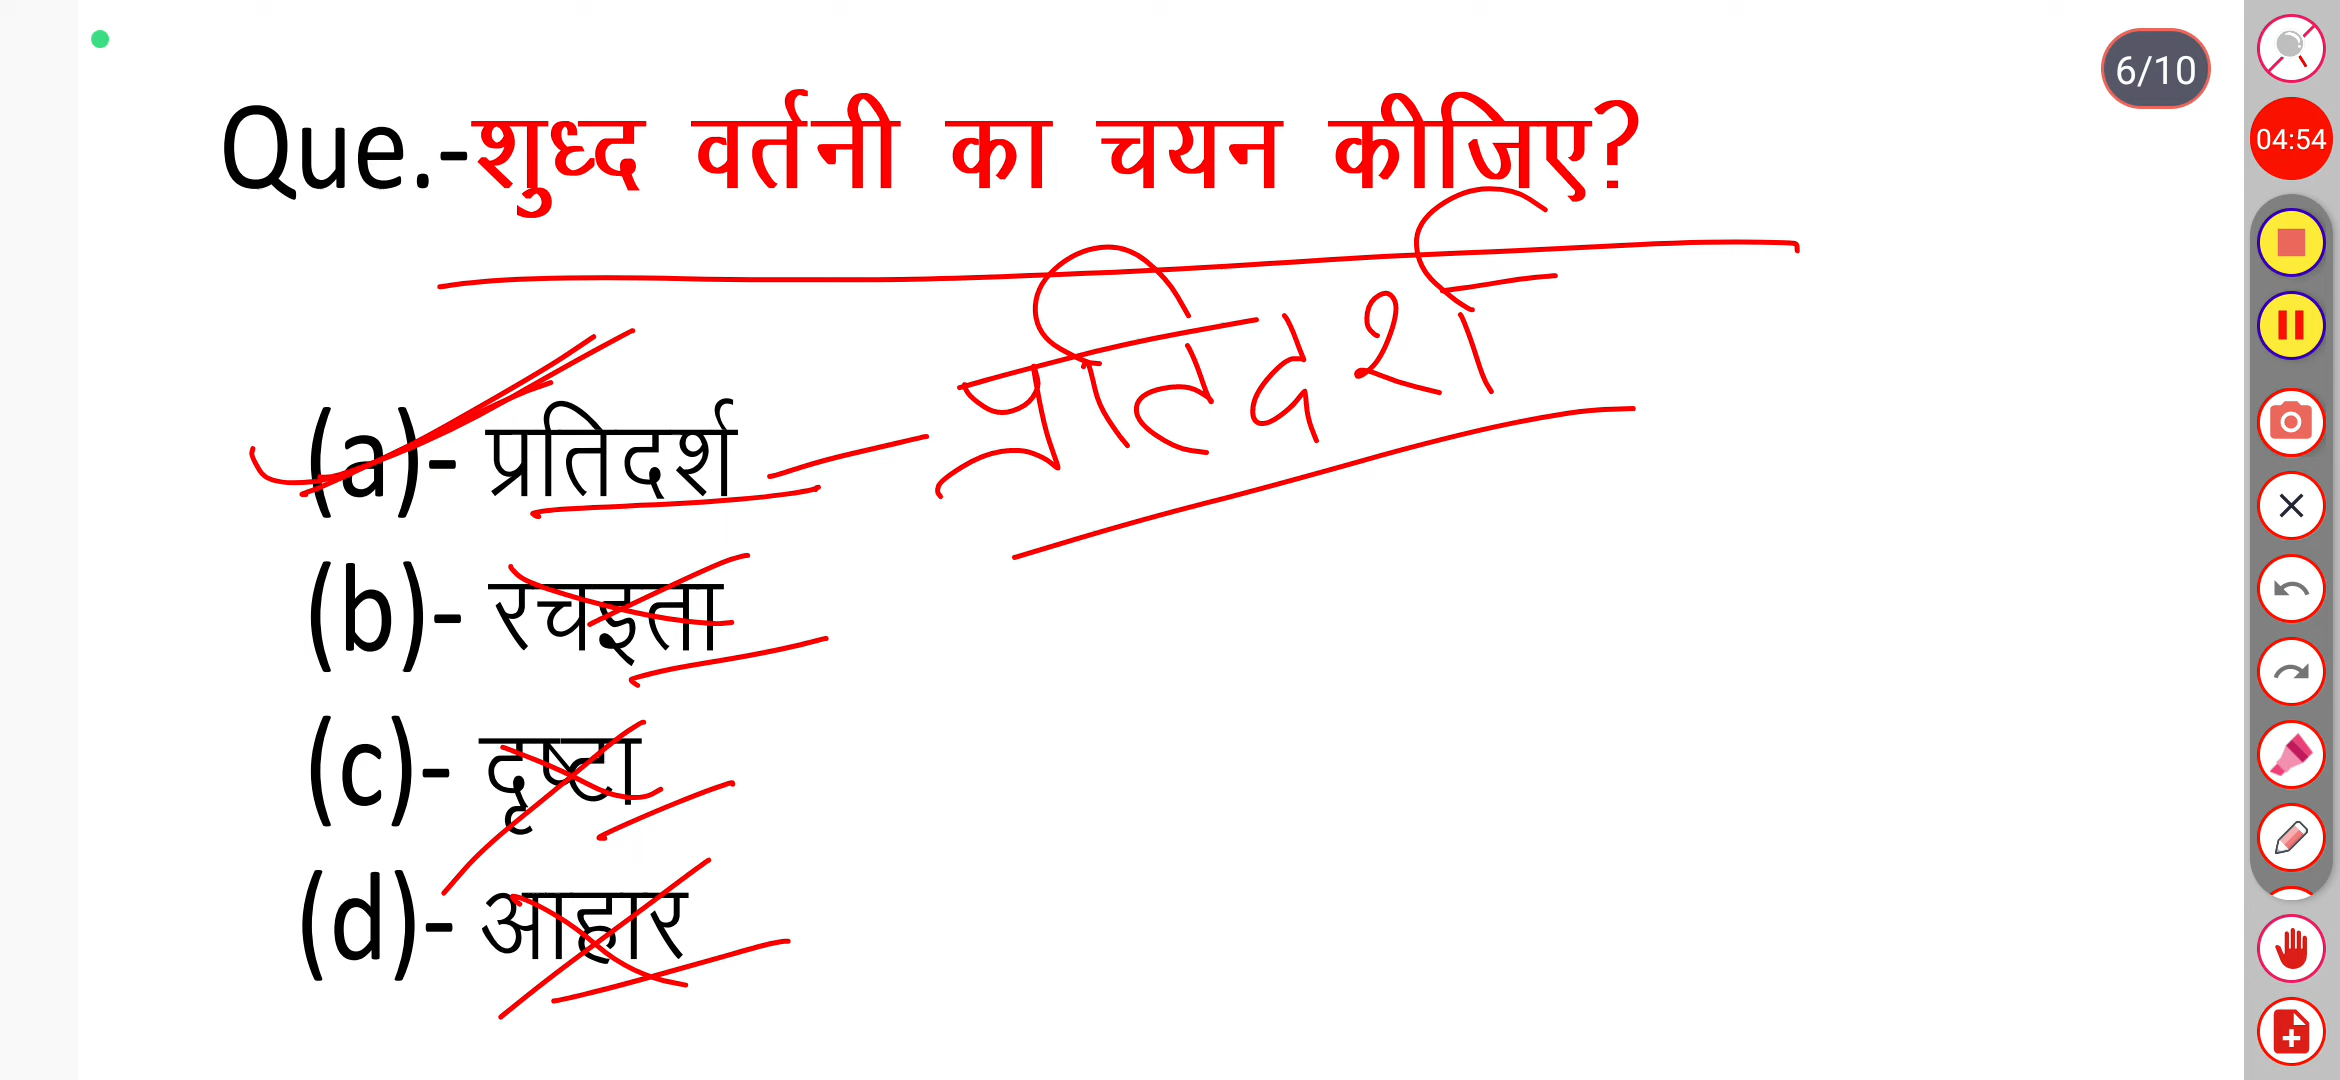 6/10
04:54
Que.-शुध्द वर्तनी का चयन कीजिए?
प्रतिदर्श
(a)- प्रतिदर्श
(b)- रचइता
(c)- दृष्टा
(d)- आहार